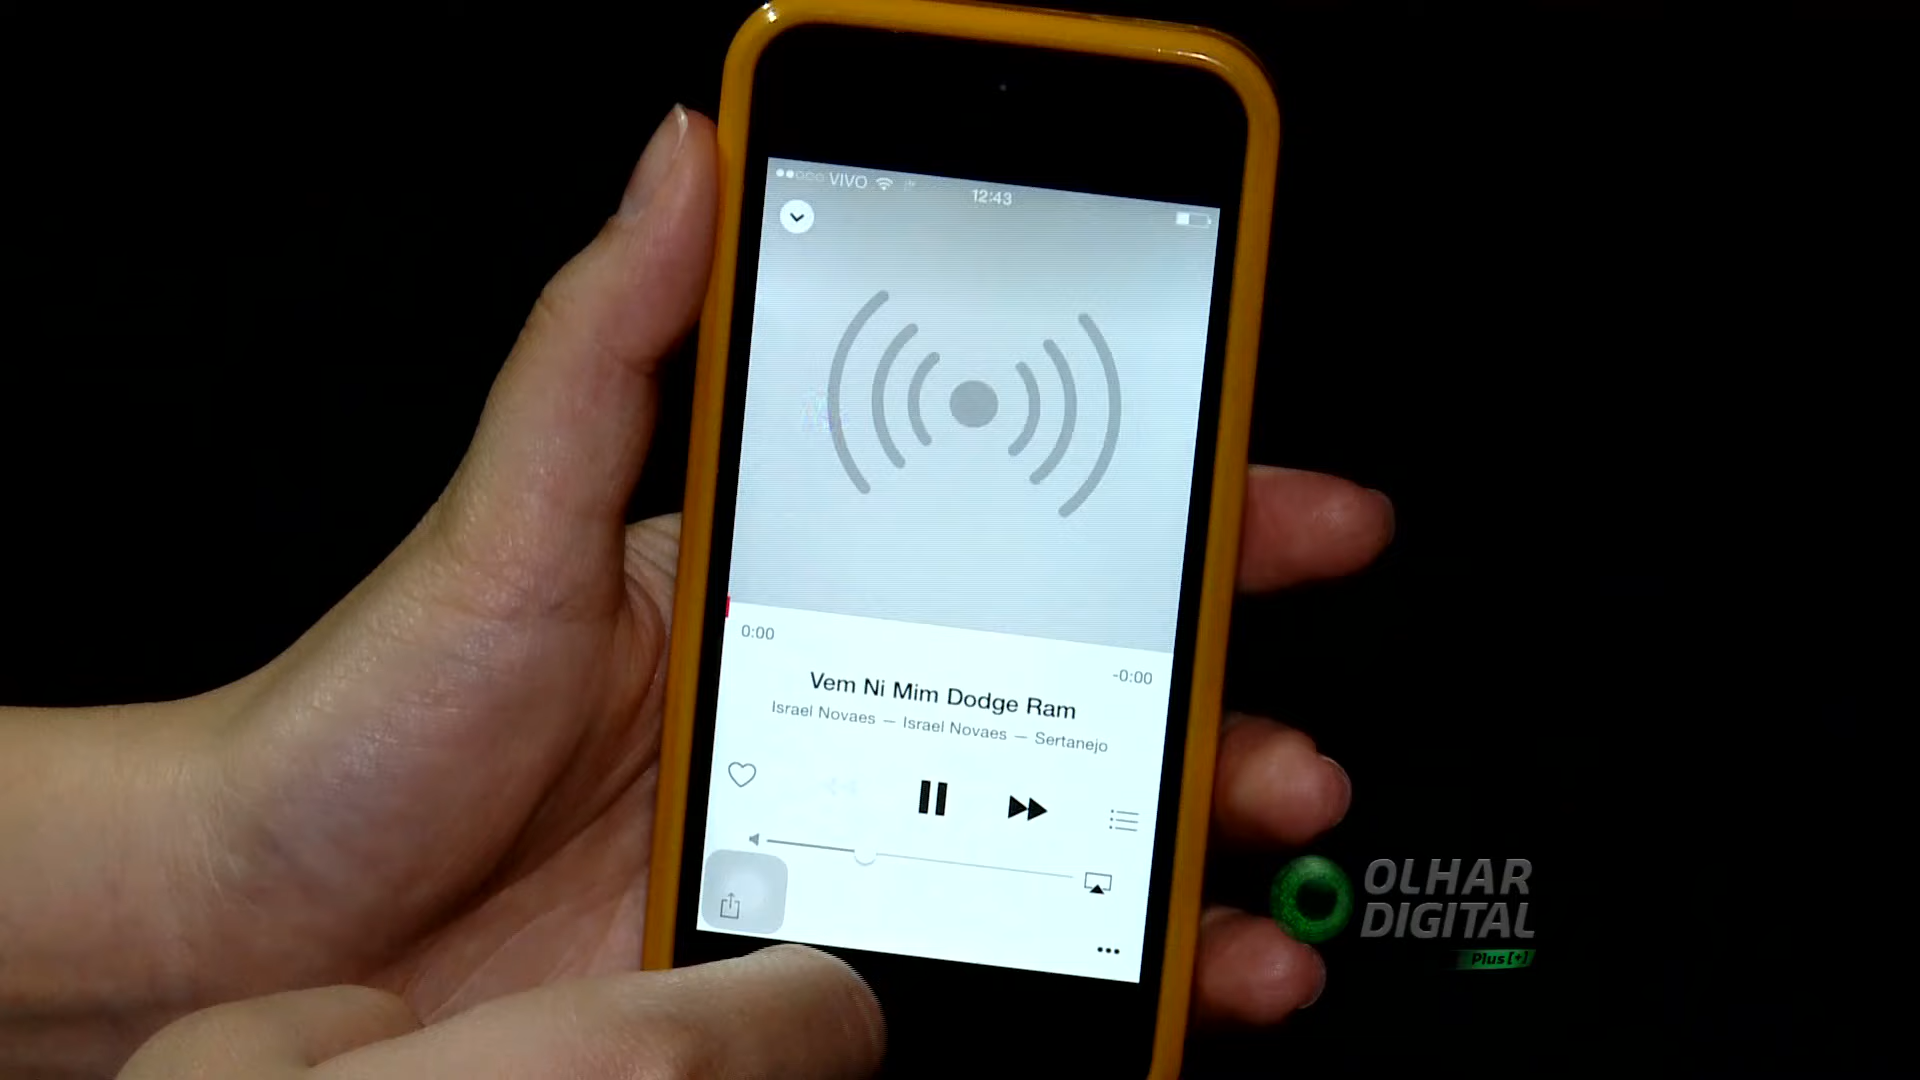 VIVO
12:43
0:00
-0:00
Vem Ni Mim Dodge Ram
Israel Novaes — Israel Novaes — Sertanejo
OLHAR
DIGITAL
Plus [+]